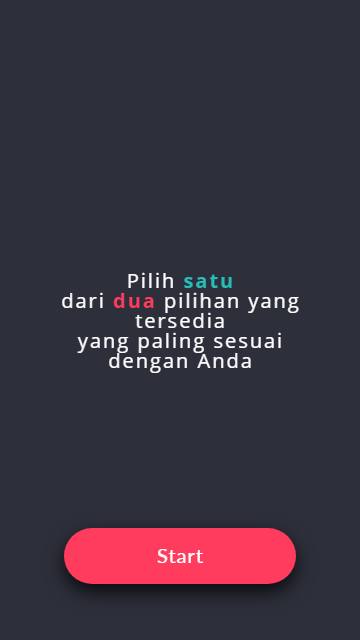 Pilih satu
dari dua pilihan yang
tersedia
yang paling sesuai
dengan Anda
Start